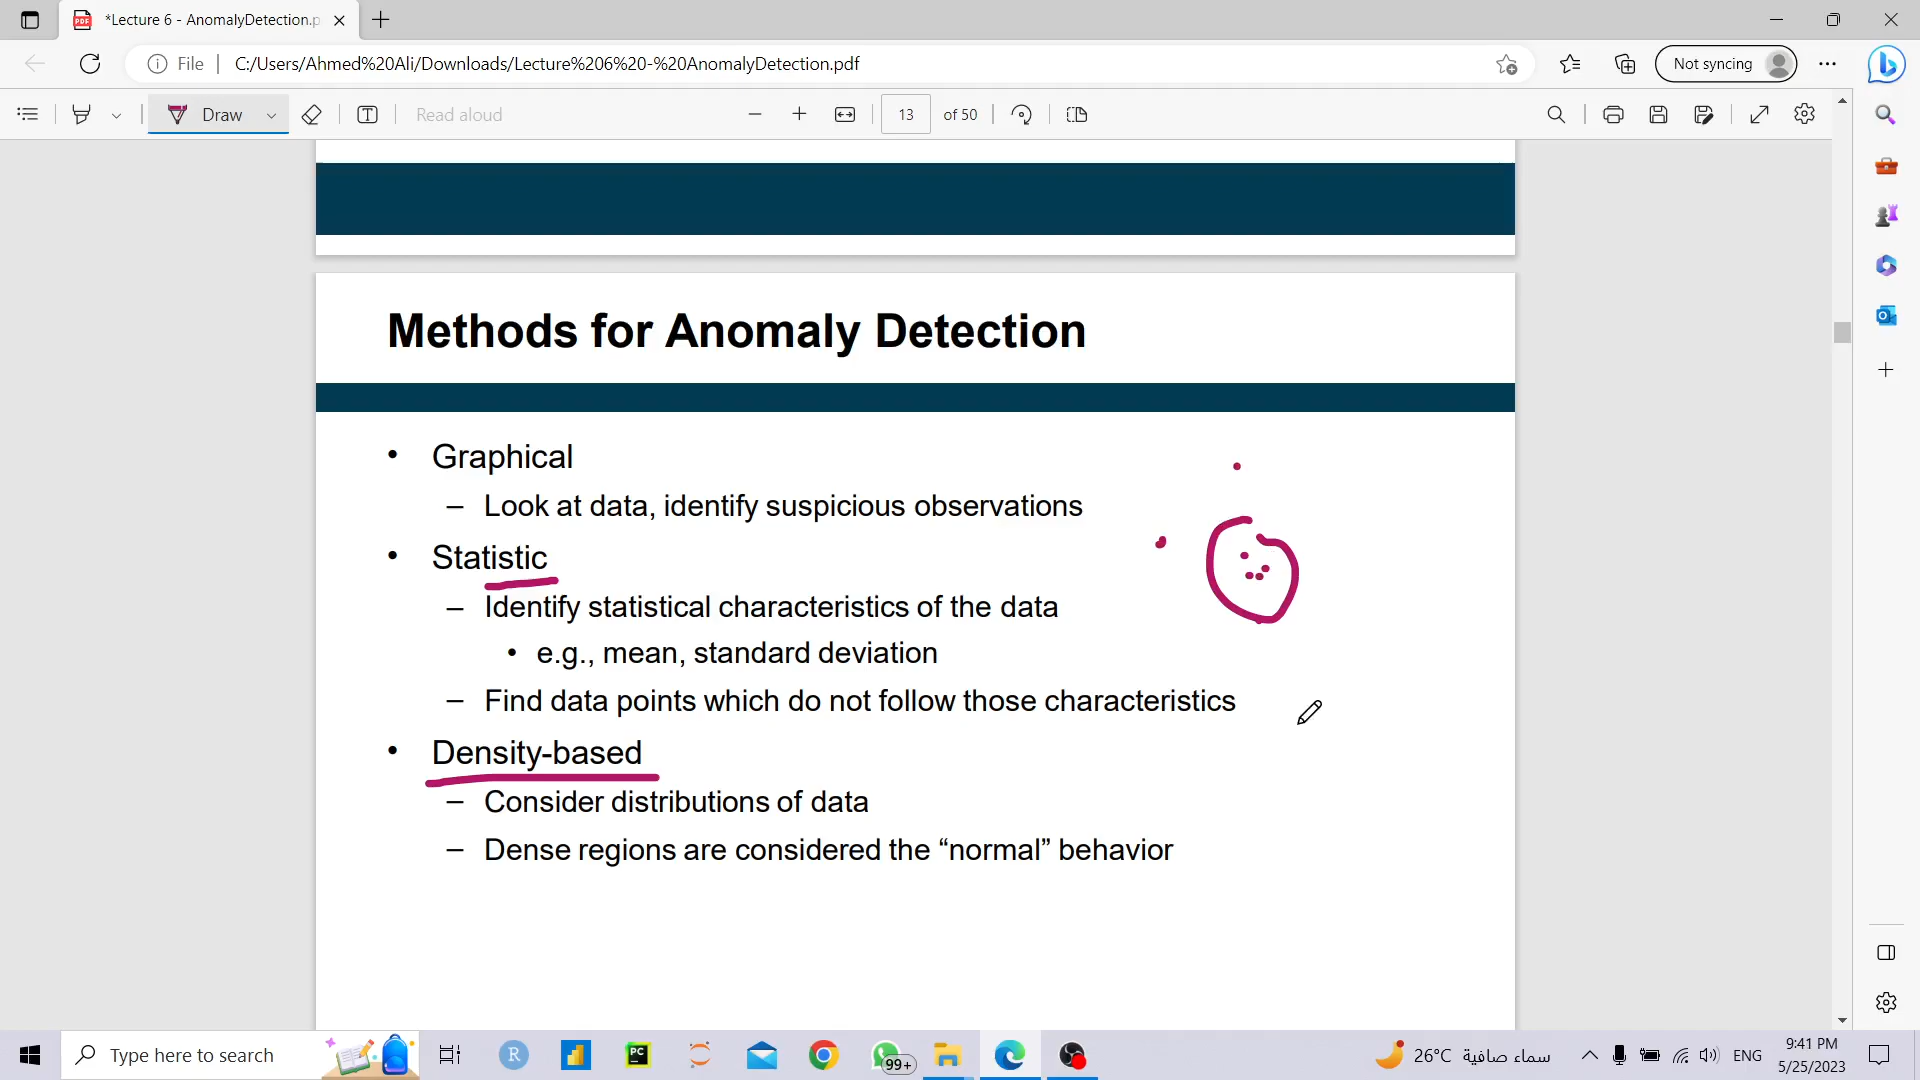 *Lecture 6 - AnomalyDetection.p
File
C:/Users/Ahmed%20Ali/Downloads/Lecture%206%20-%20AnomalyDetection.pdf
Not syncing
Draw
Read aloud
13 of 50
Methods for Anomaly Detection
• Graphical
– Look at data, identify suspicious observations
• Statistic
– Identify statistical characteristics of the data
• e.g., mean, standard deviation
– Find data points which do not follow those characteristics
• Density-based
– Consider distributions of data
– Dense regions are considered the “normal” behavior
Type here to search
R
PC
99+
26°C سماء صافية
ENG
9:41 PM
5/25/2023